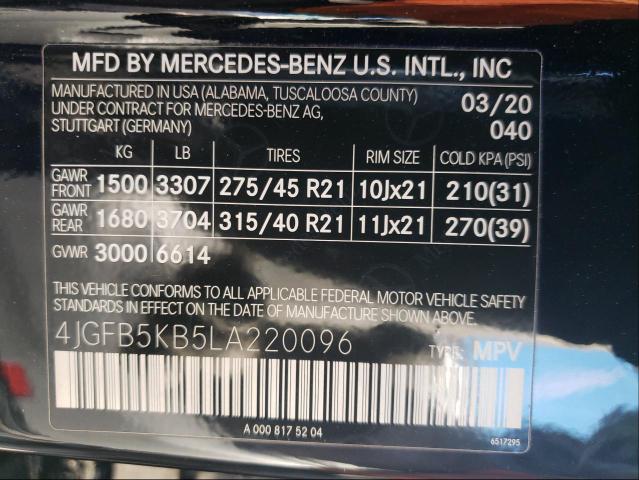 MFD BY MERCEDES-BENZ U.S. INTL., INC
MANUFACTURED IN USA (ALABAMA, TUSCALOOSA COUNTY) 03/20
UNDER CONTRACT FOR MERCEDES-BENZ AG,
STUTTGART (GERMANY) 040
KG LB TIRES RIM SIZE COLD KPA (PSI)
GAWR FRONT 1500 3307 275/45 R21 10Jx21 210(31)
GAWR REAR 1680 3704 315/40 R21 11Jx21 270(39)
GVWR 3000 6614
THIS VEHICLE CONFORMS TO ALL APPLICABLE FEDERAL MOTOR VEHICLE SAFETY
STANDARDS IN EFFECT ON THE DATE OF MANUFACTURE SHOWN ABOVE.
4JGFB5KB5LA220096 TYPE: MPV
A 000 817 52 04
6517295